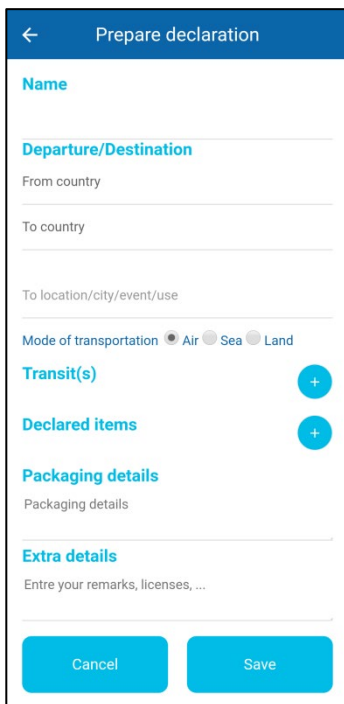 Prepare declaration
Name
Departure/Destination
From country
To country
To location/city/event/use
Mode of transportation Air Sea Land
Transit(s)
+
Declared items
+
Packaging details
Packaging details
Extra details
Entre your remarks, licenses, ...
Cancel Save